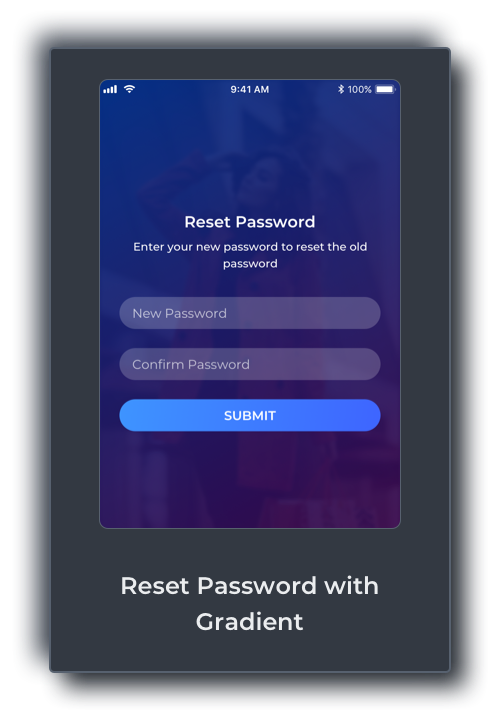 9:41 AM 100%
Reset Password
Enter your new password to reset the old
password
New Password
Confirm Password
SUBMIT
Reset Password with
Gradient